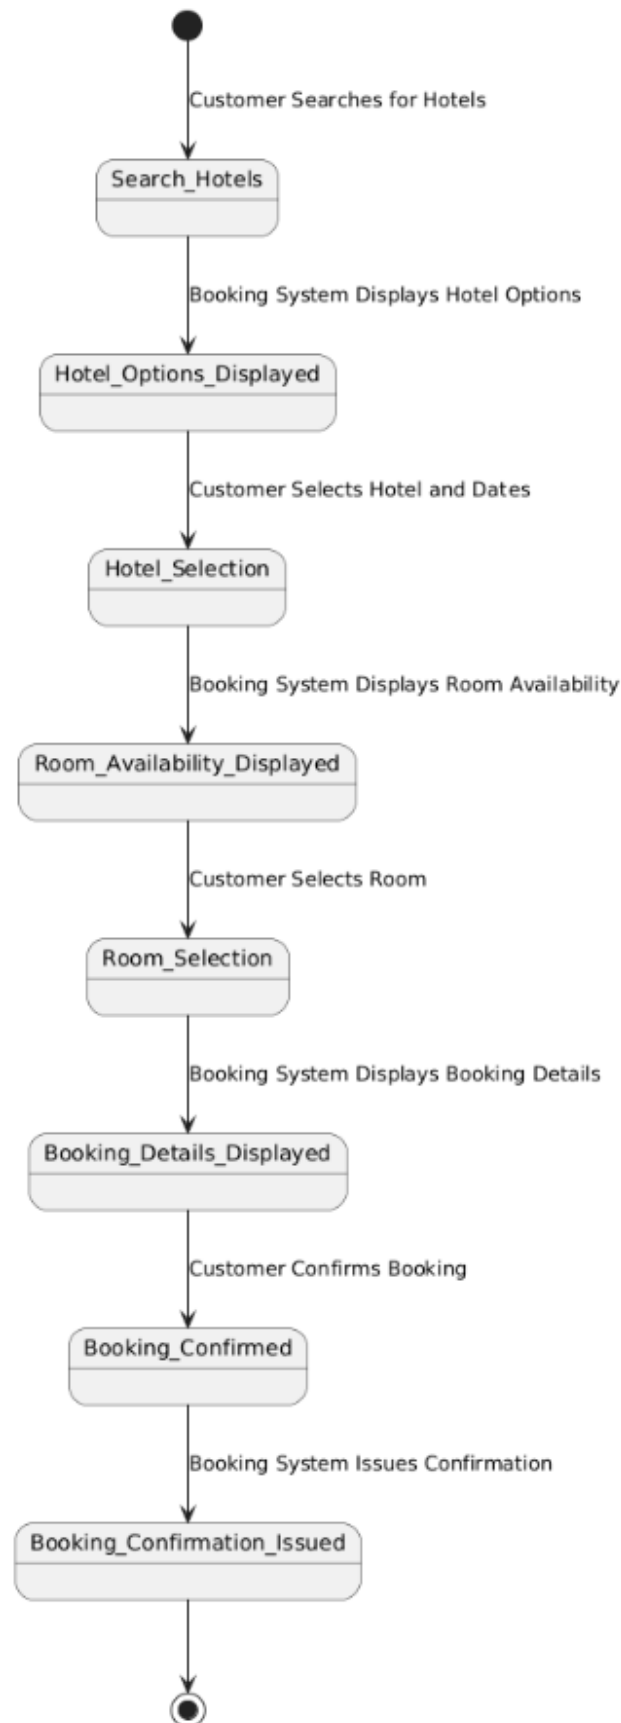 Customer Searches for Hotels
Search_Hotels
Booking System Displays Hotel Options
Hotel_Options_Displayed
Customer Selects Hotel and Dates
Hotel_Selection
Booking System Displays Room Availability
Room_Availability_Displayed
Customer Selects Room
Room_Selection
Booking System Displays Booking Details
Booking_Details_Displayed
Customer Confirms Booking
Booking_Confirmed
Booking System Issues Confirmation
Booking_Confirmation_Issued